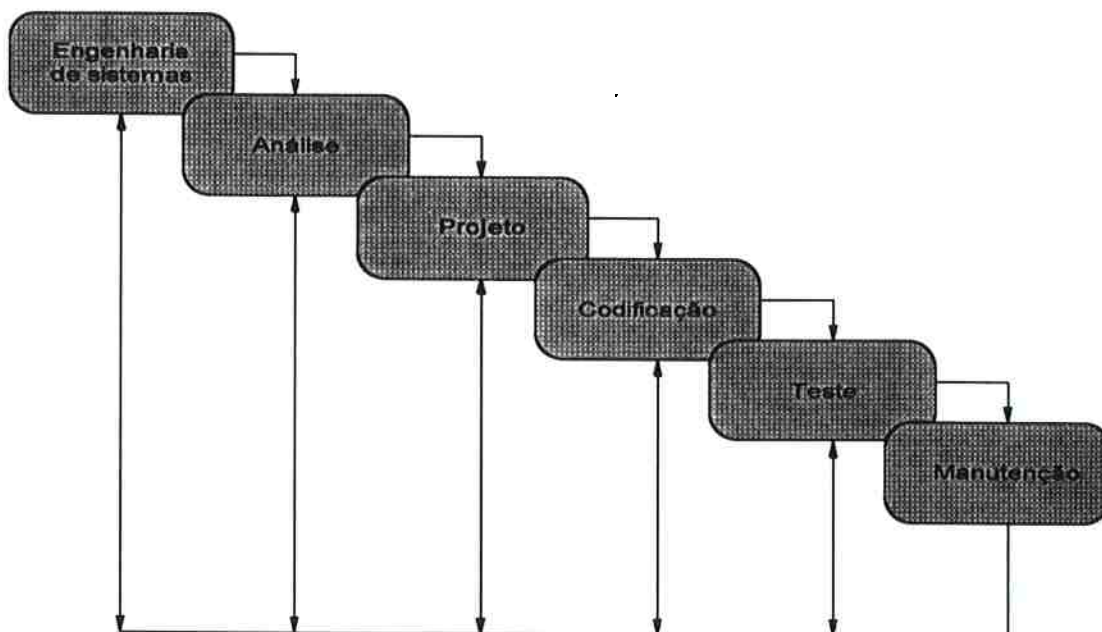 Engenharia
de sistemas
Análise
Projeto
Codificação
Teste
Manutenção